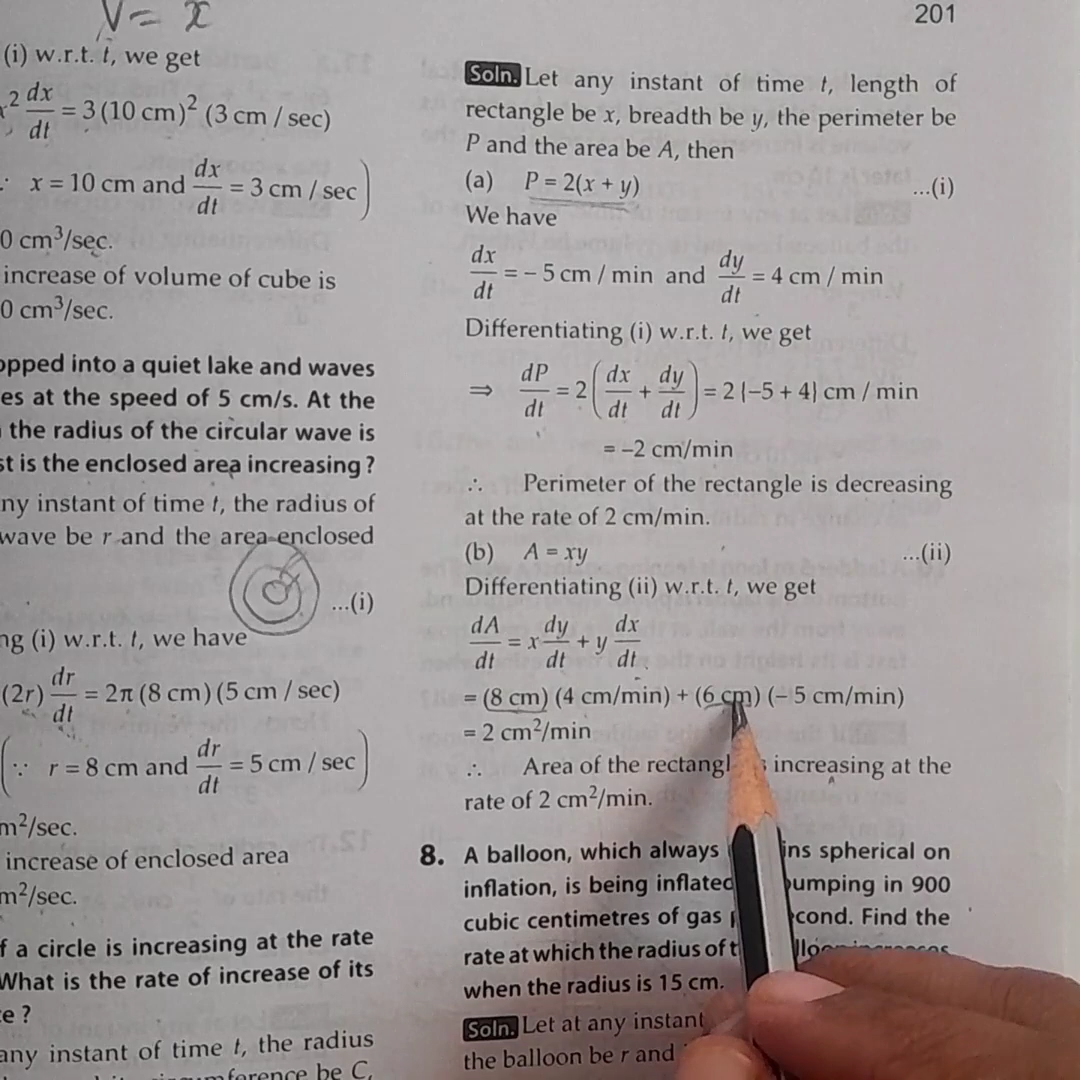 V = x
201
(i) w.r.t. t, we get
x² dx/dt = 3 (10 cm)² (3 cm / sec)
x = 10 cm and dx/dt = 3 cm / sec )
0 cm³/sec.
increase of volume of cube is
0 cm³/sec.
opped into a quiet lake and waves
es at the speed of 5 cm/s. At the
the radius of the circular wave is
st is the enclosed area increasing ?
ny instant of time t, the radius of
wave be r and the area enclosed
...(i)
ng (i) w.r.t. t, we have
(2r) dr/dt = 2π (8 cm) (5 cm / sec)
( ∵ r = 8 cm and dr/dt = 5 cm / sec )
m²/sec.
increase of enclosed area
m²/sec.
f a circle is increasing at the rate
What is the rate of increase of its
e ?
any instant of time t, the radius
circumference be C,
Soln. Let any instant of time t, length of
rectangle be x, breadth be y, the perimeter be
P and the area be A, then
(a) P = 2(x + y) ...(i)
We have
dx/dt = – 5 cm / min and dy/dt = 4 cm / min
Differentiating (i) w.r.t. t, we get
⇒ dP/dt = 2 ( dx/dt + dy/dt ) = 2 {–5 + 4} cm / min
= –2 cm/min
∴ Perimeter of the rectangle is decreasing
at the rate of 2 cm/min.
(b) A = xy ...(ii)
Differentiating (ii) w.r.t. t, we get
dA/dt = x dy/dt + y dx/dt
= (8 cm) (4 cm/min) + (6 cm) (– 5 cm/min)
= 2 cm²/min
∴ Area of the rectangl s increasing at the
rate of 2 cm²/min.
8. A balloon, which always ins spherical on
inflation, is being inflated pumping in 900
cubic centimetres of gas cond. Find the
rate at which the radius of t lloon increases
when the radius is 15 cm.
Soln. Let at any instant
the balloon be r and